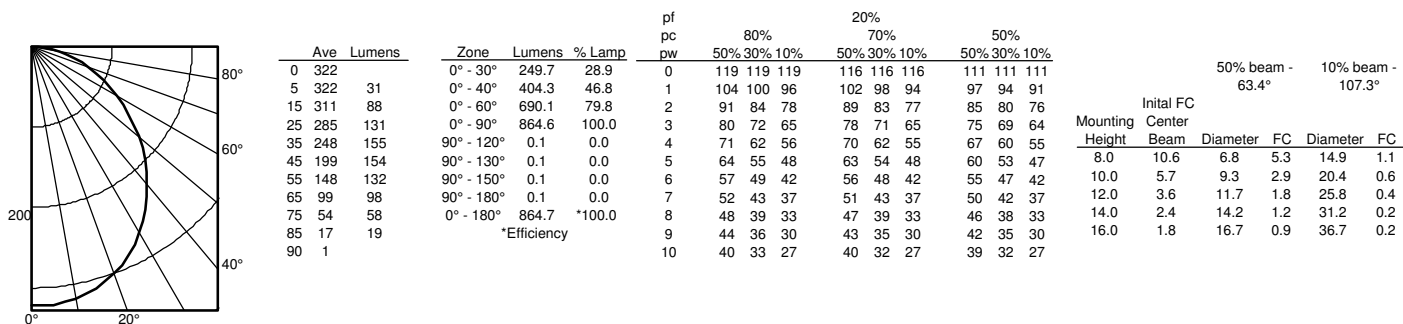 80°
60°
200
40°
0° 20°
Ave Lumens
0 322
5 322 31
15 311 88
25 285 131
35 248 155
45 199 154
55 148 132
65 99 98
75 54 58
85 17 19
90 1
Zone Lumens % Lamp
0° - 30° 249.7 28.9
0° - 40° 404.3 46.8
0° - 60° 690.1 79.8
0° - 90° 864.6 100.0
90° - 120° 0.1 0.0
90° - 130° 0.1 0.0
90° - 150° 0.1 0.0
90° - 180° 0.1 0.0
0° - 180° 864.7 *100.0
*Efficiency
pf 20%
pc 80% 70% 50%
pw 50% 30% 10% 50% 30% 10% 50% 30% 10%
0 119 119 119 116 116 116 111 111 111
1 104 100 96 102 98 94 97 94 91
2 91 84 78 89 83 77 85 80 76
3 80 72 65 78 71 65 75 69 64
4 71 62 56 70 62 55 67 60 55
5 64 55 48 63 54 48 60 53 47
6 57 49 42 56 48 42 55 47 42
7 52 43 37 51 43 37 50 42 37
8 48 39 33 47 39 33 46 38 33
9 44 36 30 43 35 30 42 35 30
10 40 33 27 40 32 27 39 32 27
50% beam - 10% beam -
63.4° 107.3°
Inital FC
Mounting Center
Height Beam Diameter FC Diameter FC
8.0 10.6 6.8 5.3 14.9 1.1
10.0 5.7 9.3 2.9 20.4 0.6
12.0 3.6 11.7 1.8 25.8 0.4
14.0 2.4 14.2 1.2 31.2 0.2
16.0 1.8 16.7 0.9 36.7 0.2